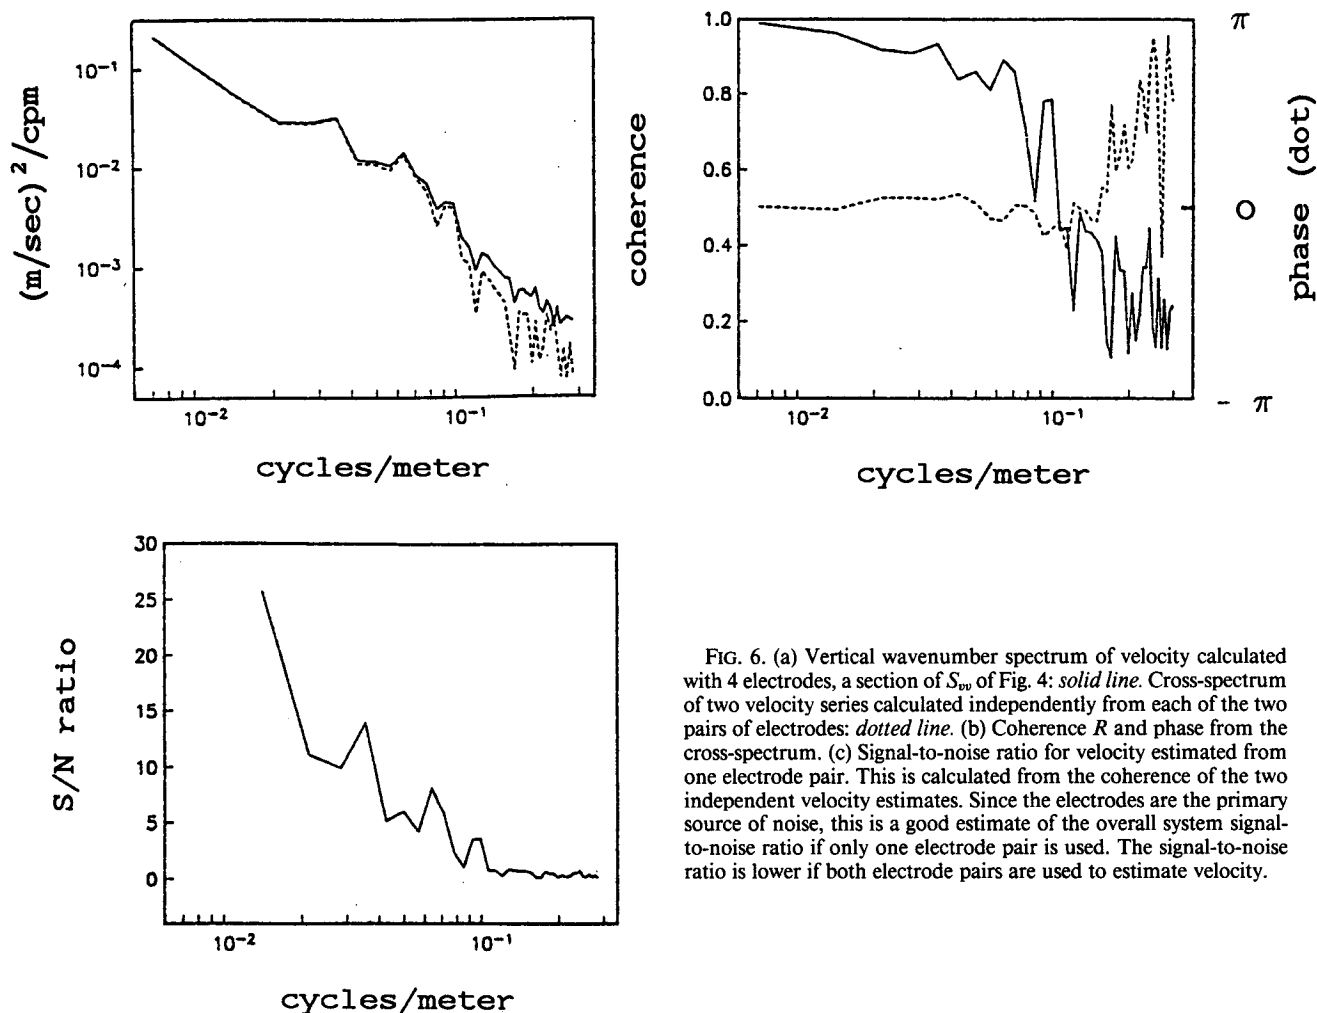 (m/sec)²/cpm
10⁻¹
10⁻²
10⁻³
10⁻⁴
10⁻² 10⁻¹
cycles/meter
coherence
1.0
0.8
0.6
0.4
0.2
0.0
10⁻² 10⁻¹
cycles/meter
π
0
- π
phase (dot)
S/N ratio
30
25
20
15
10
5
0
10⁻² 10⁻¹
cycles/meter
FIG. 6. (a) Vertical wavenumber spectrum of velocity calculated
with 4 electrodes, a section of Sᵥᵥ of Fig. 4: solid line. Cross-spectrum
of two velocity series calculated independently from each of the two
pairs of electrodes: dotted line. (b) Coherence R and phase from the
cross-spectrum. (c) Signal-to-noise ratio for velocity estimated from
one electrode pair. This is calculated from the coherence of the two
independent velocity estimates. Since the electrodes are the primary
source of noise, this is a good estimate of the overall system signal-
to-noise ratio if only one electrode pair is used. The signal-to-noise
ratio is lower if both electrode pairs are used to estimate velocity.